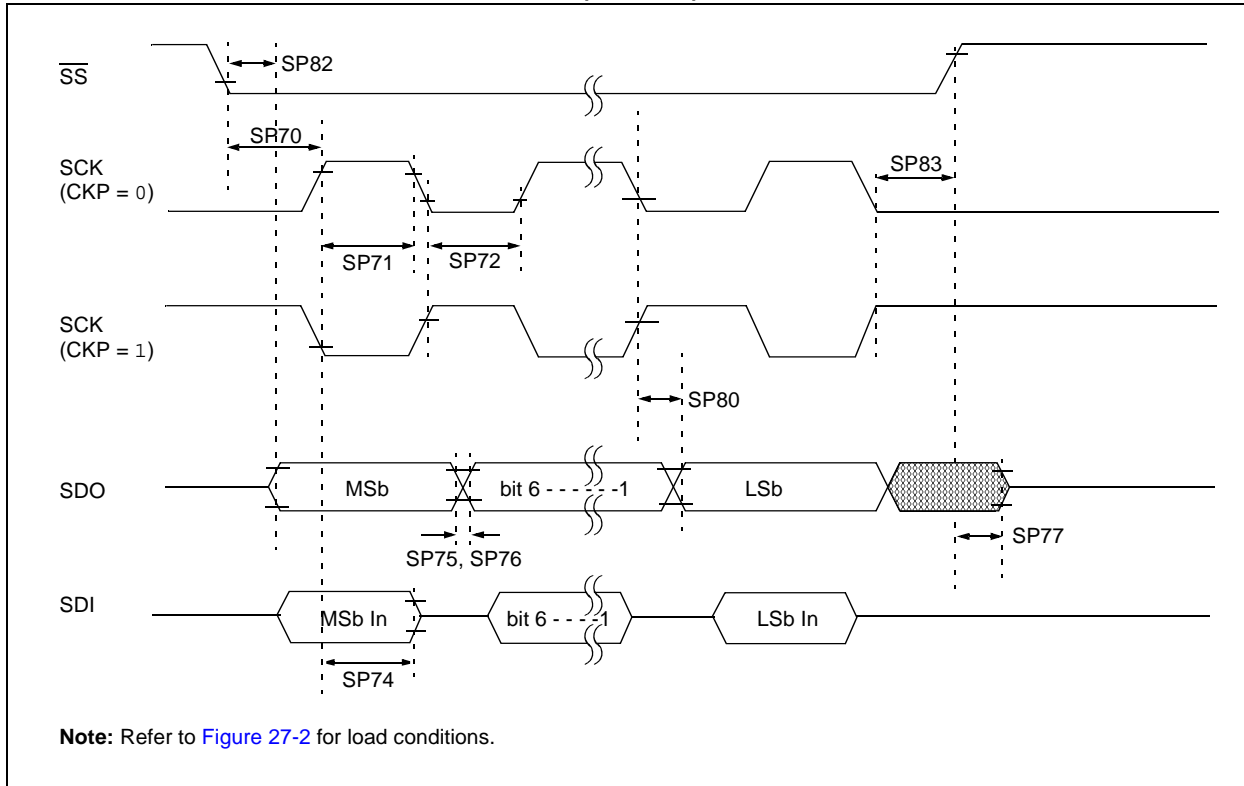 SS
SP82
SP70
SCK
(CKP = 0)
SP83
SP71
SP72
SCK
(CKP = 1)
SP80
SDO
MSb
bit 6 - - - - - -1
LSb
SP77
SP75, SP76
SDI
MSb In
bit 6 - - - -1
LSb In
SP74
Note: Refer to Figure 27-2 for load conditions.